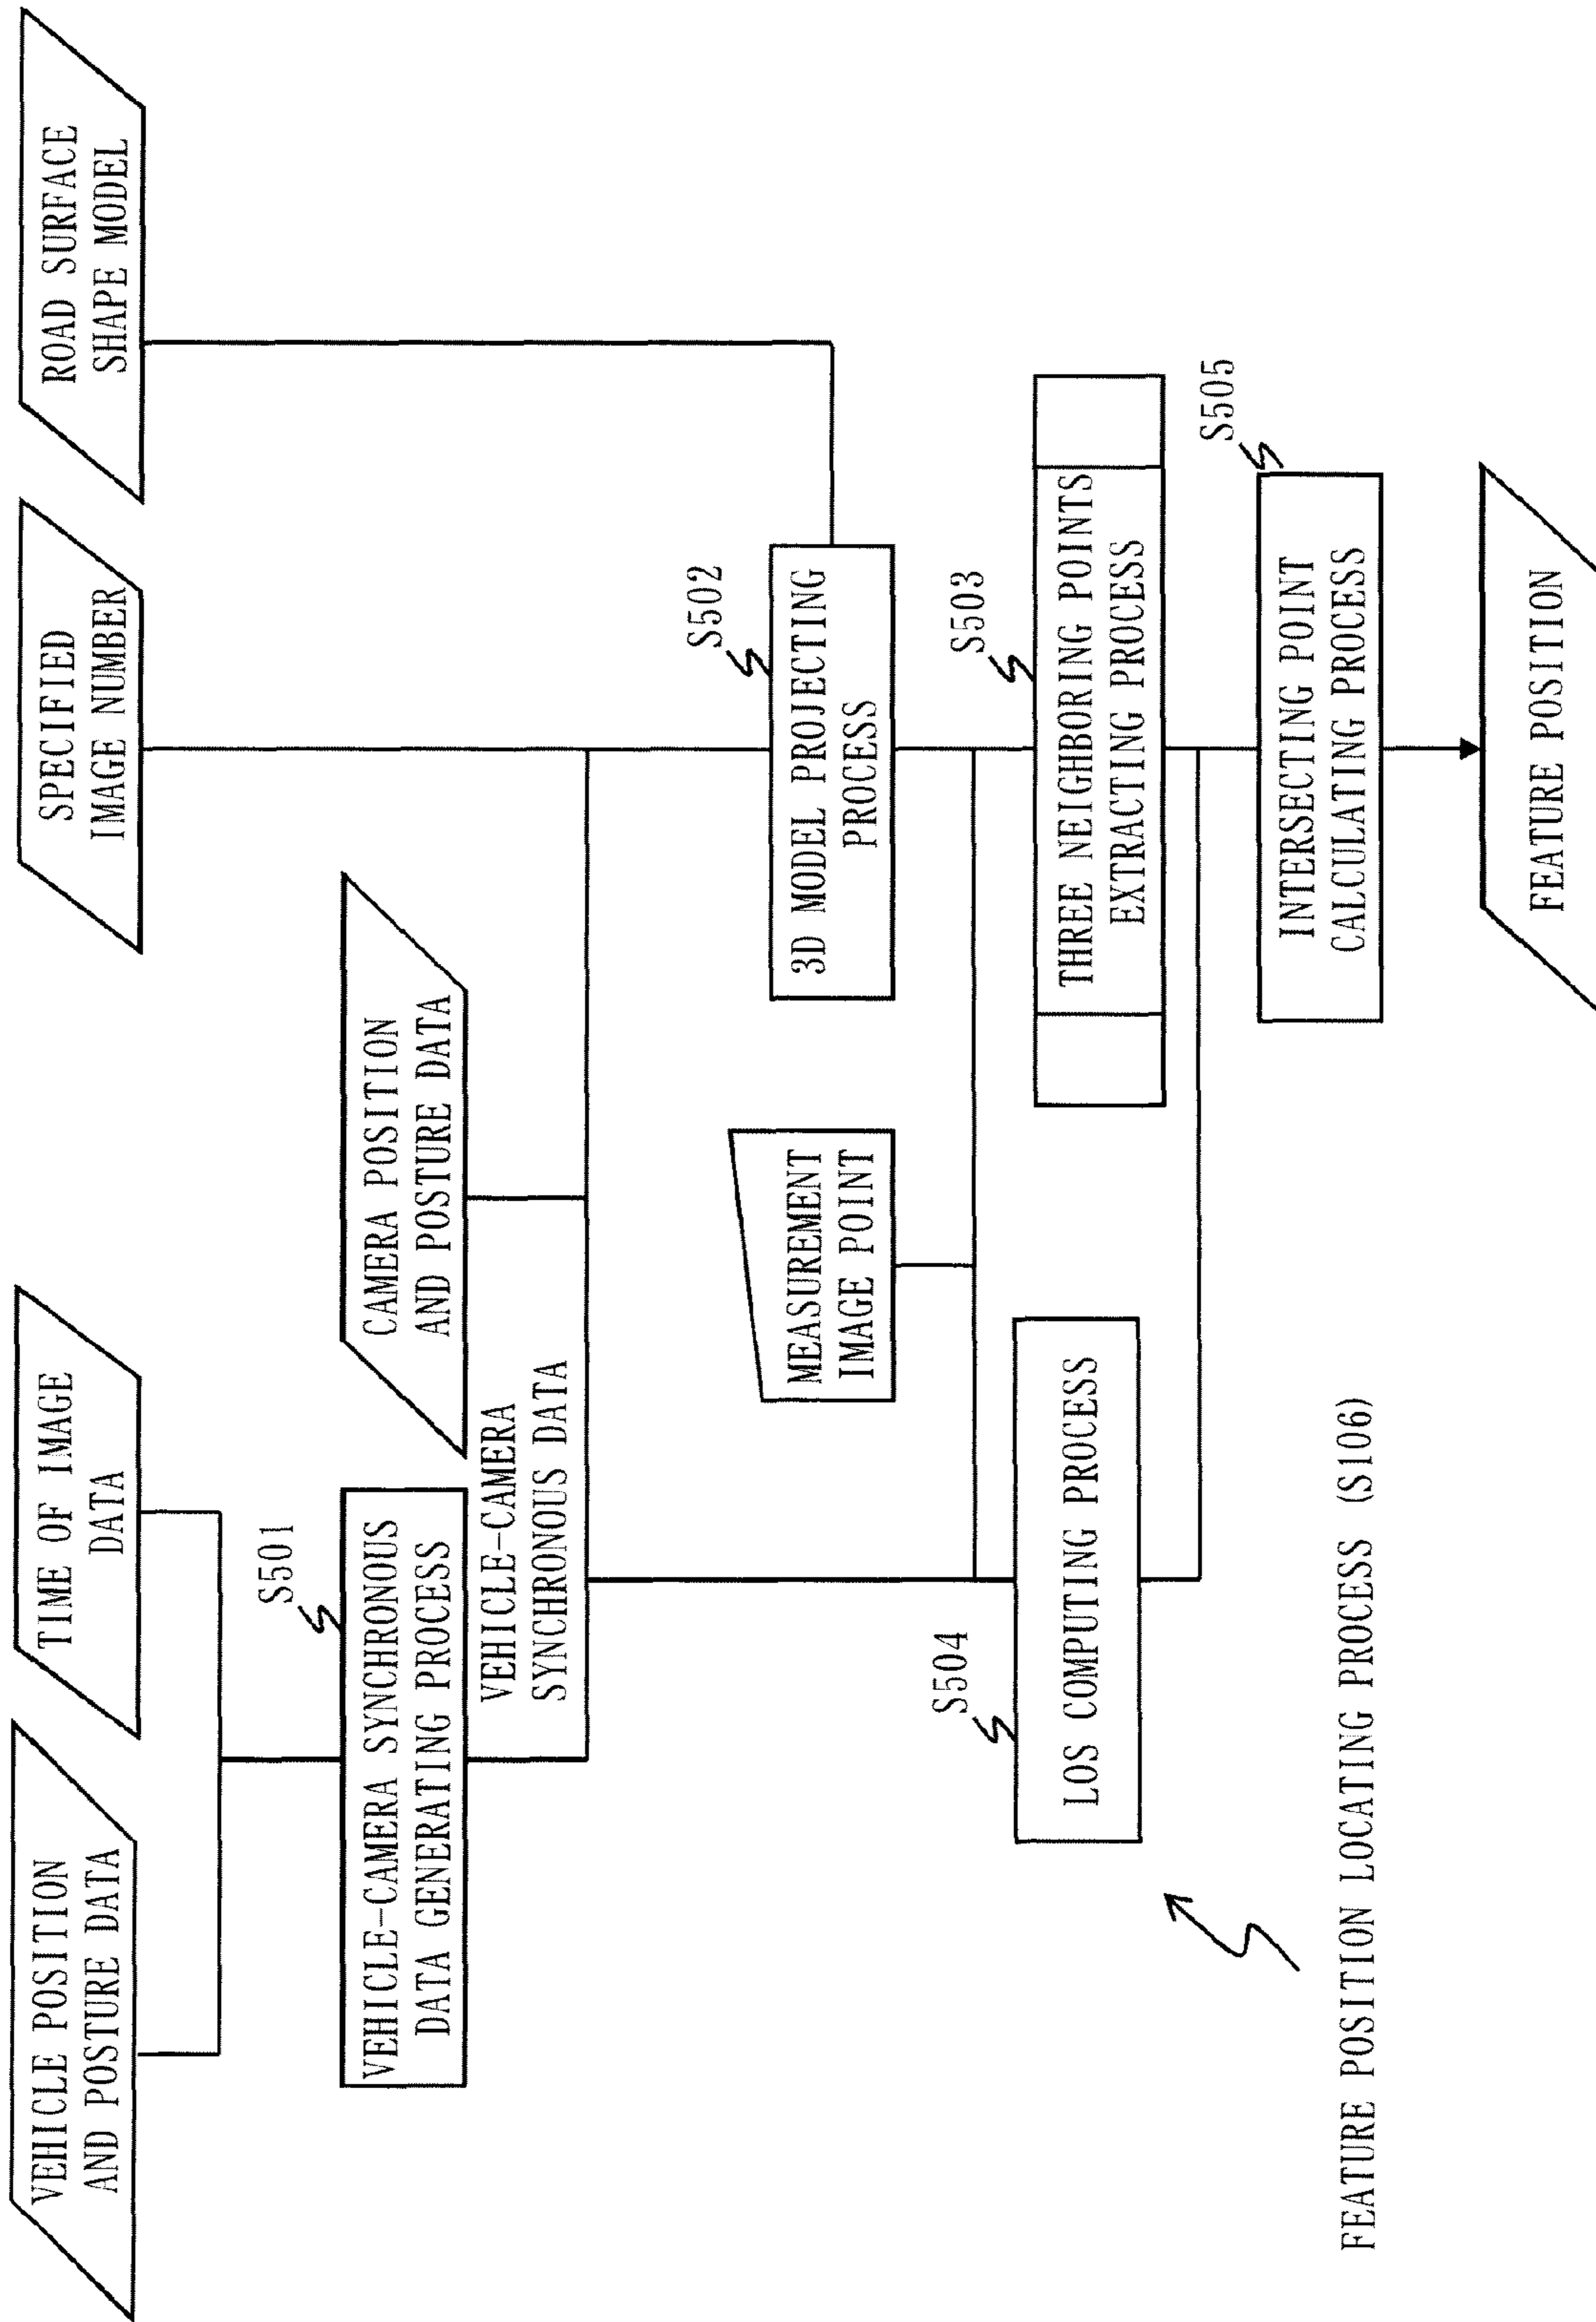 VEHICLE POSITION
AND POSTURE DATA
TIME OF IMAGE
DATA
SPECIFIED
IMAGE NUMBER
ROAD SURFACE
SHAPE MODEL
S501
VEHICLE-CAMERA SYNCHRONOUS
DATA GENERATING PROCESS
CAMERA POSITION
AND POSTURE DATA
VEHICLE-CAMERA
SYNCHRONOUS DATA
S502
3D MODEL PROJECTING
PROCESS
MEASUREMENT
IMAGE POINT
S503
THREE NEIGHBORING POINTS
EXTRACTING PROCESS
S504
LOS COMPUTING PROCESS
S505
INTERSECTING POINT
CALCULATING PROCESS
FEATURE POSITION
FEATURE POSITION LOCATING PROCESS (S106)